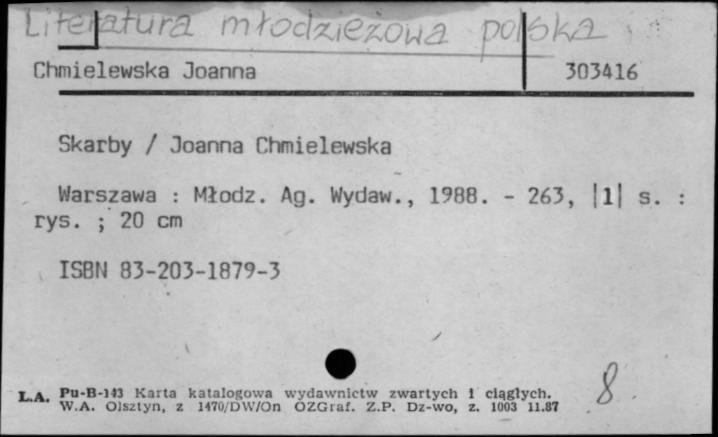 Literatura młodzieżowa polska
Chmielewska Joanna 303416
Skarby / Joanna Chmielewska
Warszawa : Młodz. Ag. Wydaw., 1988. - 263, |1| s. :
rys. ; 20 cm
ISBN 83-203-1879-3
L.A. Pu-B-143 Karta katalogowa wydawnictw zwartych i ciągłych.
W.A. Olsztyn, z 1470/DW/On OZGraf. Z.P. Dz-wo, z. 1003 11.87
8.